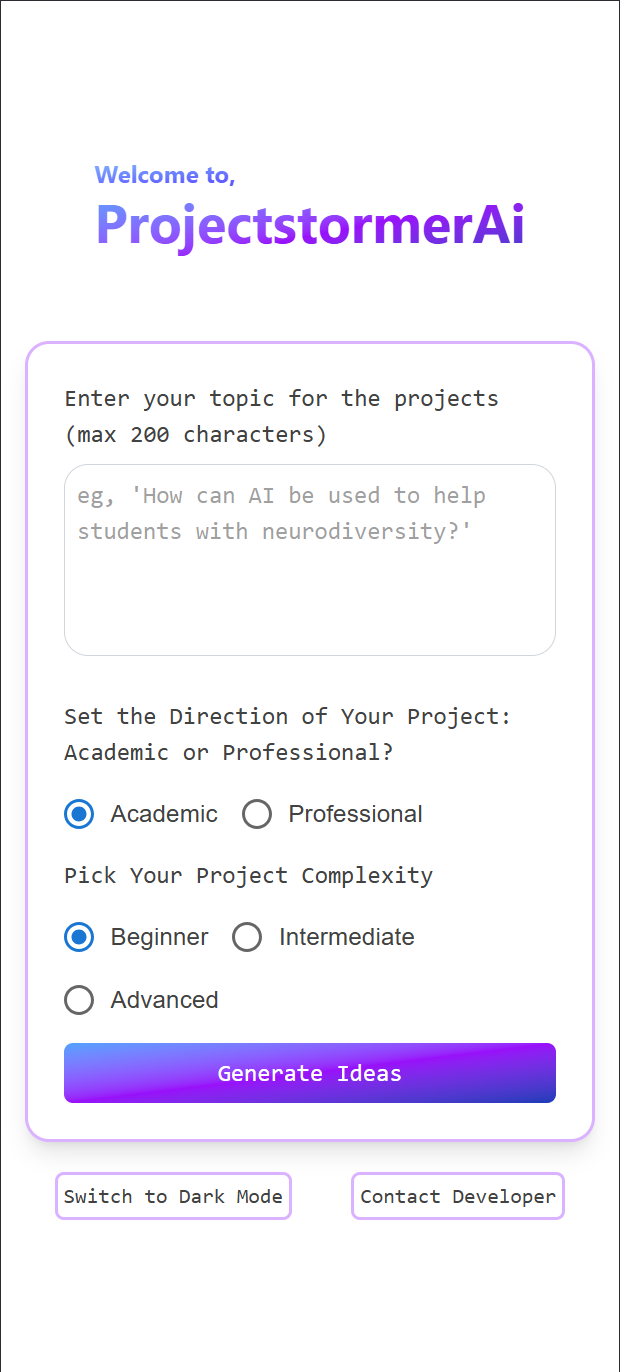 Welcome to,
ProjectstormerAi
Enter your topic for the projects
(max 200 characters)
eg, 'How can AI be used to help
students with neurodiversity?'
Set the Direction of Your Project:
Academic or Professional?
Academic Professional
Pick Your Project Complexity
Beginner Intermediate
Advanced
Generate Ideas
Switch to Dark Mode Contact Developer